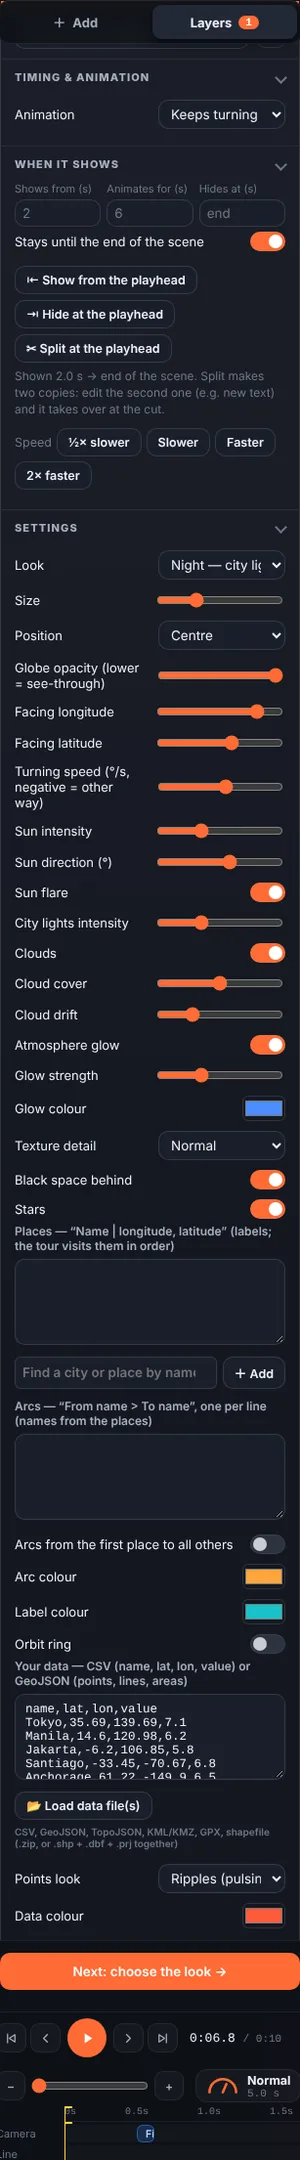 + Add
Layers 1
TIMING & ANIMATION
Animation Keeps turning
WHEN IT SHOWS
Shows from (s) Animates for (s) Hides at (s)
2 6 end
Stays until the end of the scene
⇤ Show from the playhead
⇥ Hide at the playhead
✂ Split at the playhead
Shown 2.0 s → end of the scene. Split makes
two copies: edit the second one (e.g. new text)
and it takes over at the cut.
Speed ½× slower Slower Faster
2× faster
SETTINGS
Look Night — city lig
Size
Position Centre
Globe opacity (lower
= see-through)
Facing longitude
Facing latitude
Turning speed (°/s,
negative = other
way)
Sun intensity
Sun direction (°)
Sun flare
City lights intensity
Clouds
Cloud cover
Cloud drift
Atmosphere glow
Glow strength
Glow colour
Texture detail Normal
Black space behind
Stars
Places — “Name | longitude, latitude” (labels;
the tour visits them in order)
Find a city or place by name + Add
Arcs — “From name > To name”, one per line
(names from the places)
Arcs from the first place to all others
Arc colour
Label colour
Orbit ring
Your data — CSV (name, lat, lon, value) or
GeoJSON (points, lines, areas)
name,lat,lon,value
Tokyo,35.69,139.69,7.1
Manila,14.6,120.98,6.2
Jakarta,-6.2,106.85,5.8
Santiago,-33.45,-70.67,6.8
Anchorage,61.22,-149.9,6.5
📂 Load data file(s)
CSV, GeoJSON, TopoJSON, KML/KMZ, GPX, shapefile
(.zip, or .shp + .dbf + .prj together)
Points look Ripples (pulsin
Data colour
Next: choose the look →
0:06.8 / 0:10
− + Normal
5.0 s
0s 0.5s 1.0s 1.5s
Camera Fl
Line